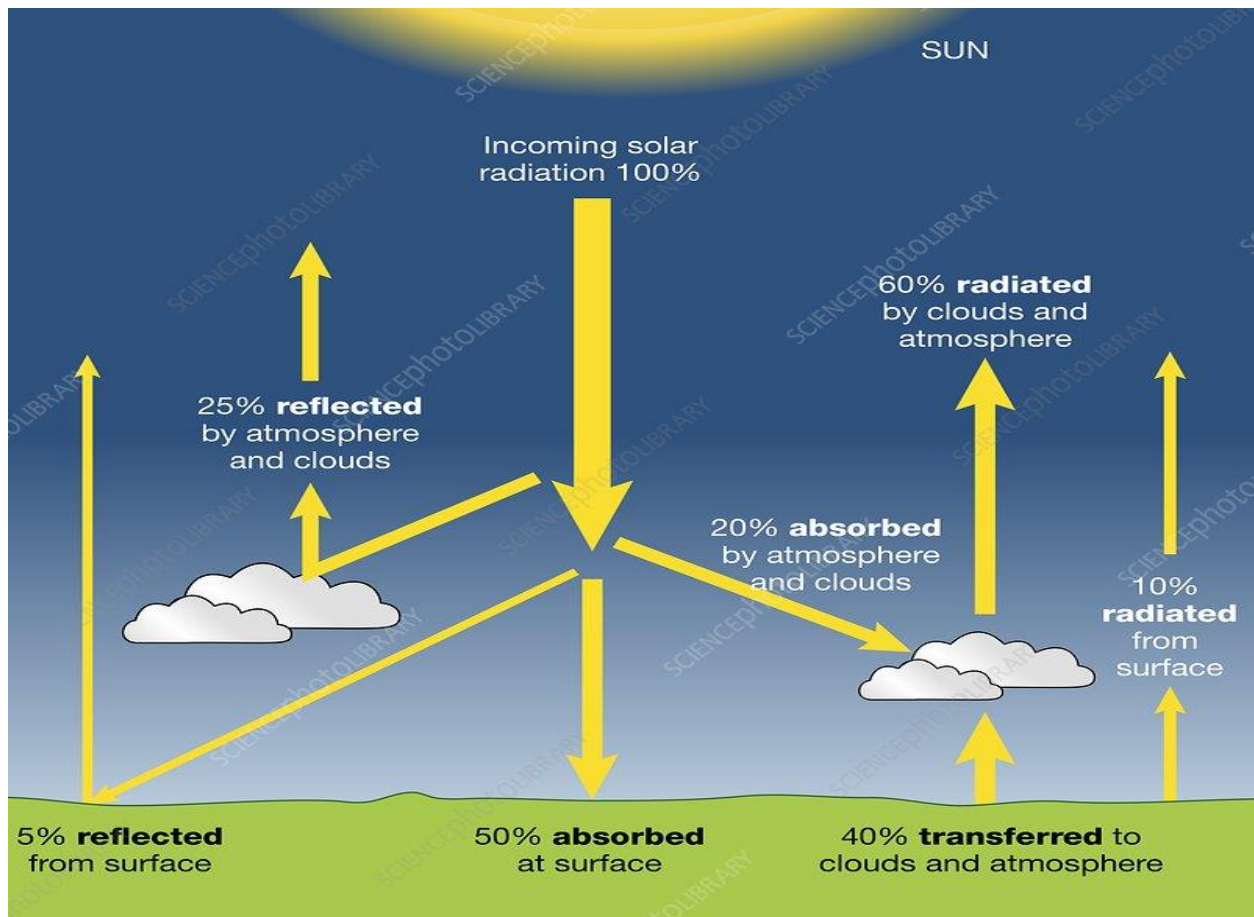 SUN
Incoming solar
radiation 100%
60% radiated
by clouds and
atmosphere
25% reflected
by atmosphere
and clouds
20% absorbed
by atmosphere
and clouds
10%
radiated
from
surface
5% reflected
from surface
50% absorbed
at surface
40% transferred to
clouds and atmosphere
SCIENCEphotoLIBRARY